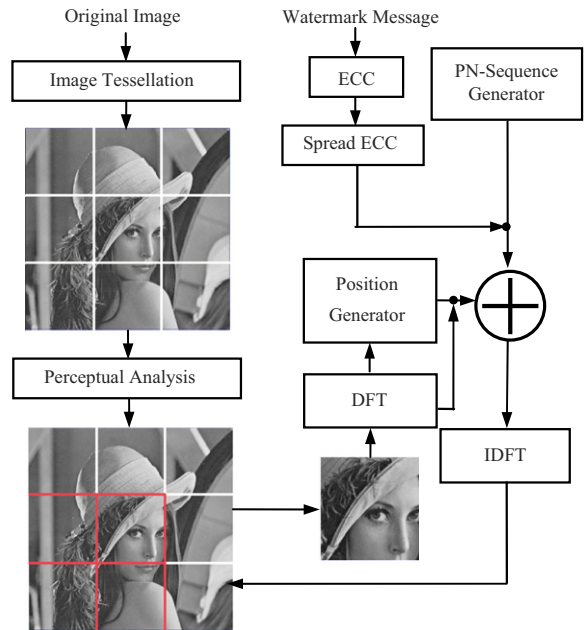 Original Image
Watermark Message
Image Tessellation
ECC
PN-Sequence
Generator
Spread ECC
Position
Generator
Perceptual Analysis
DFT
IDFT